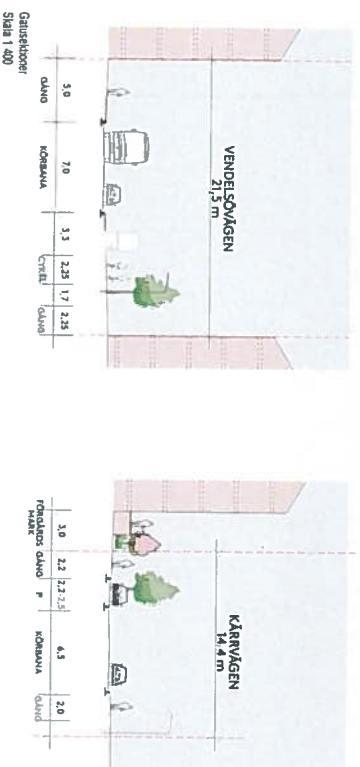 VENDELSÖVÄGEN
21,5 m
5,0
7,0
3,3
2,25
1,7
2,25
GÅNG
KÖRBANA
CYKEL
GÅNG
KÄRRVÄGEN
14,4 m
3,0
2,2
2,2-2,5
6,5
2,0
FÖRGÅRDS
MARK
GÅNG
P
KÖRBANA
GÅNG
Gatusektioner
Skala 1 400